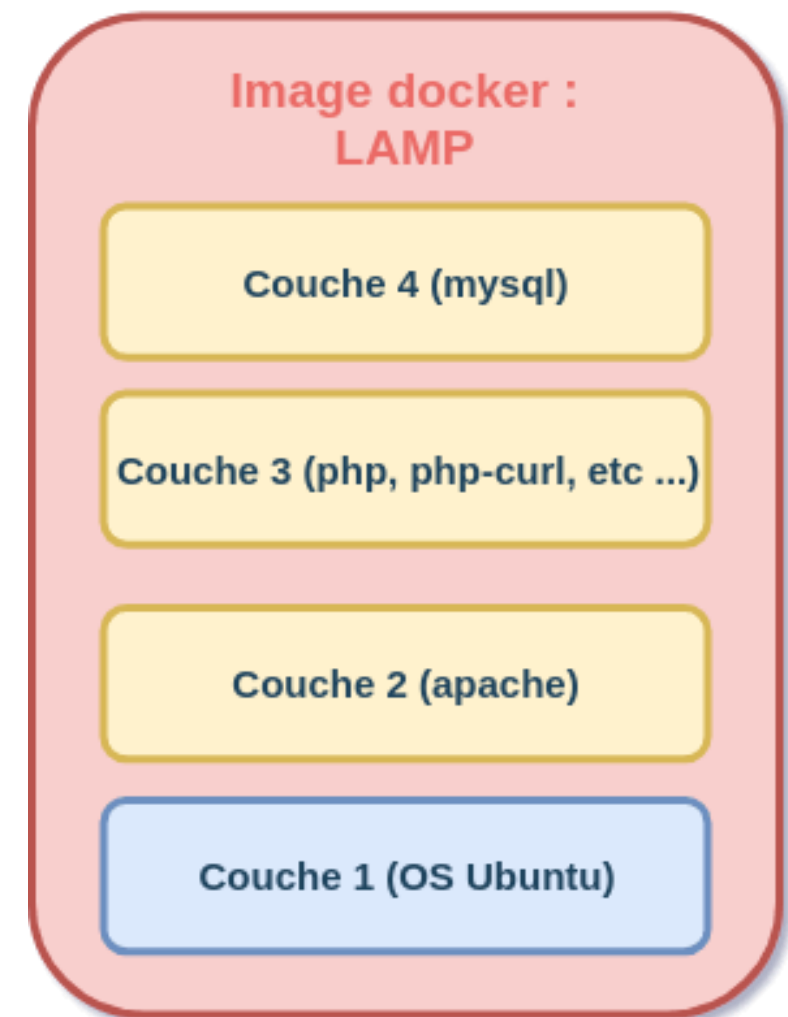 Image docker :
LAMP
Couche 4 (mysql)
Couche 3 (php, php-curl, etc ...)
Couche 2 (apache)
Couche 1 (OS Ubuntu)